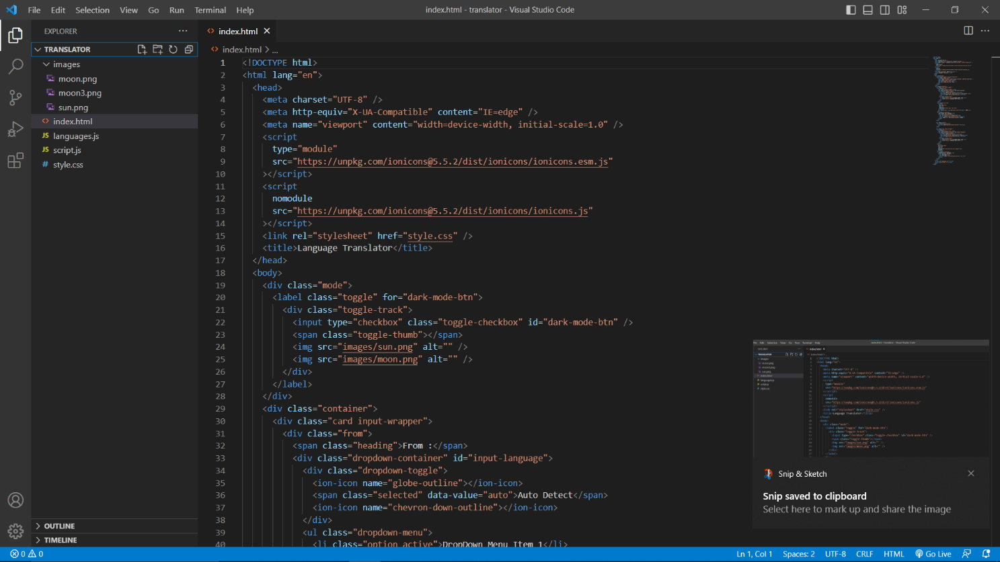 File Edit Selection View Go Run Terminal Help
index.html - translator - Visual Studio Code
EXPLORER
TRANSLATOR
images
moon.png
moon3.png
sun.png
index.html
languages.js
script.js
style.css
OUTLINE
TIMELINE
index.html
index.html > ...
1 <!DOCTYPE html>
2 <html lang="en">
3 <head>
4 <meta charset="UTF-8" />
5 <meta http-equiv="X-UA-Compatible" content="IE=edge" />
6 <meta name="viewport" content="width=device-width, initial-scale=1.0" />
7 <script
8 type="module"
9 src="https://unpkg.com/ionicons@5.5.2/dist/ionicons/ionicons.esm.js"
10 ></script>
11 <script
12 nomodule
13 src="https://unpkg.com/ionicons@5.5.2/dist/ionicons/ionicons.js"
14 ></script>
15 <link rel="stylesheet" href="style.css" />
16 <title>Language Translator</title>
17 </head>
18 <body>
19 <div class="mode">
20 <label class="toggle" for="dark-mode-btn">
21 <div class="toggle-track">
22 <input type="checkbox" class="toggle-checkbox" id="dark-mode-btn" />
23 <span class="toggle-thumb"></span>
24 <img src="images/sun.png" alt="" />
25 <img src="images/moon.png" alt="" />
26 </div>
27 </label>
28 </div>
29 <div class="container">
30 <div class="card input-wrapper">
31 <div class="from">
32 <span class="heading">From :</span>
33 <div class="dropdown-container" id="input-language">
34 <div class="dropdown-toggle">
35 <ion-icon name="globe-outline"></ion-icon>
36 <span class="selected" data-value="auto">Auto Detect</span>
37 <ion-icon name="chevron-down-outline"></ion-icon>
38 </div>
39 <ul class="dropdown-menu">
40 <li class="option active">DropDown Menu Item 1</li>
Snip & Sketch
Snip saved to clipboard
Select here to mark up and share the image
0 0
Ln 1, Col 1 Spaces: 2 UTF-8 CRLF HTML Go Live